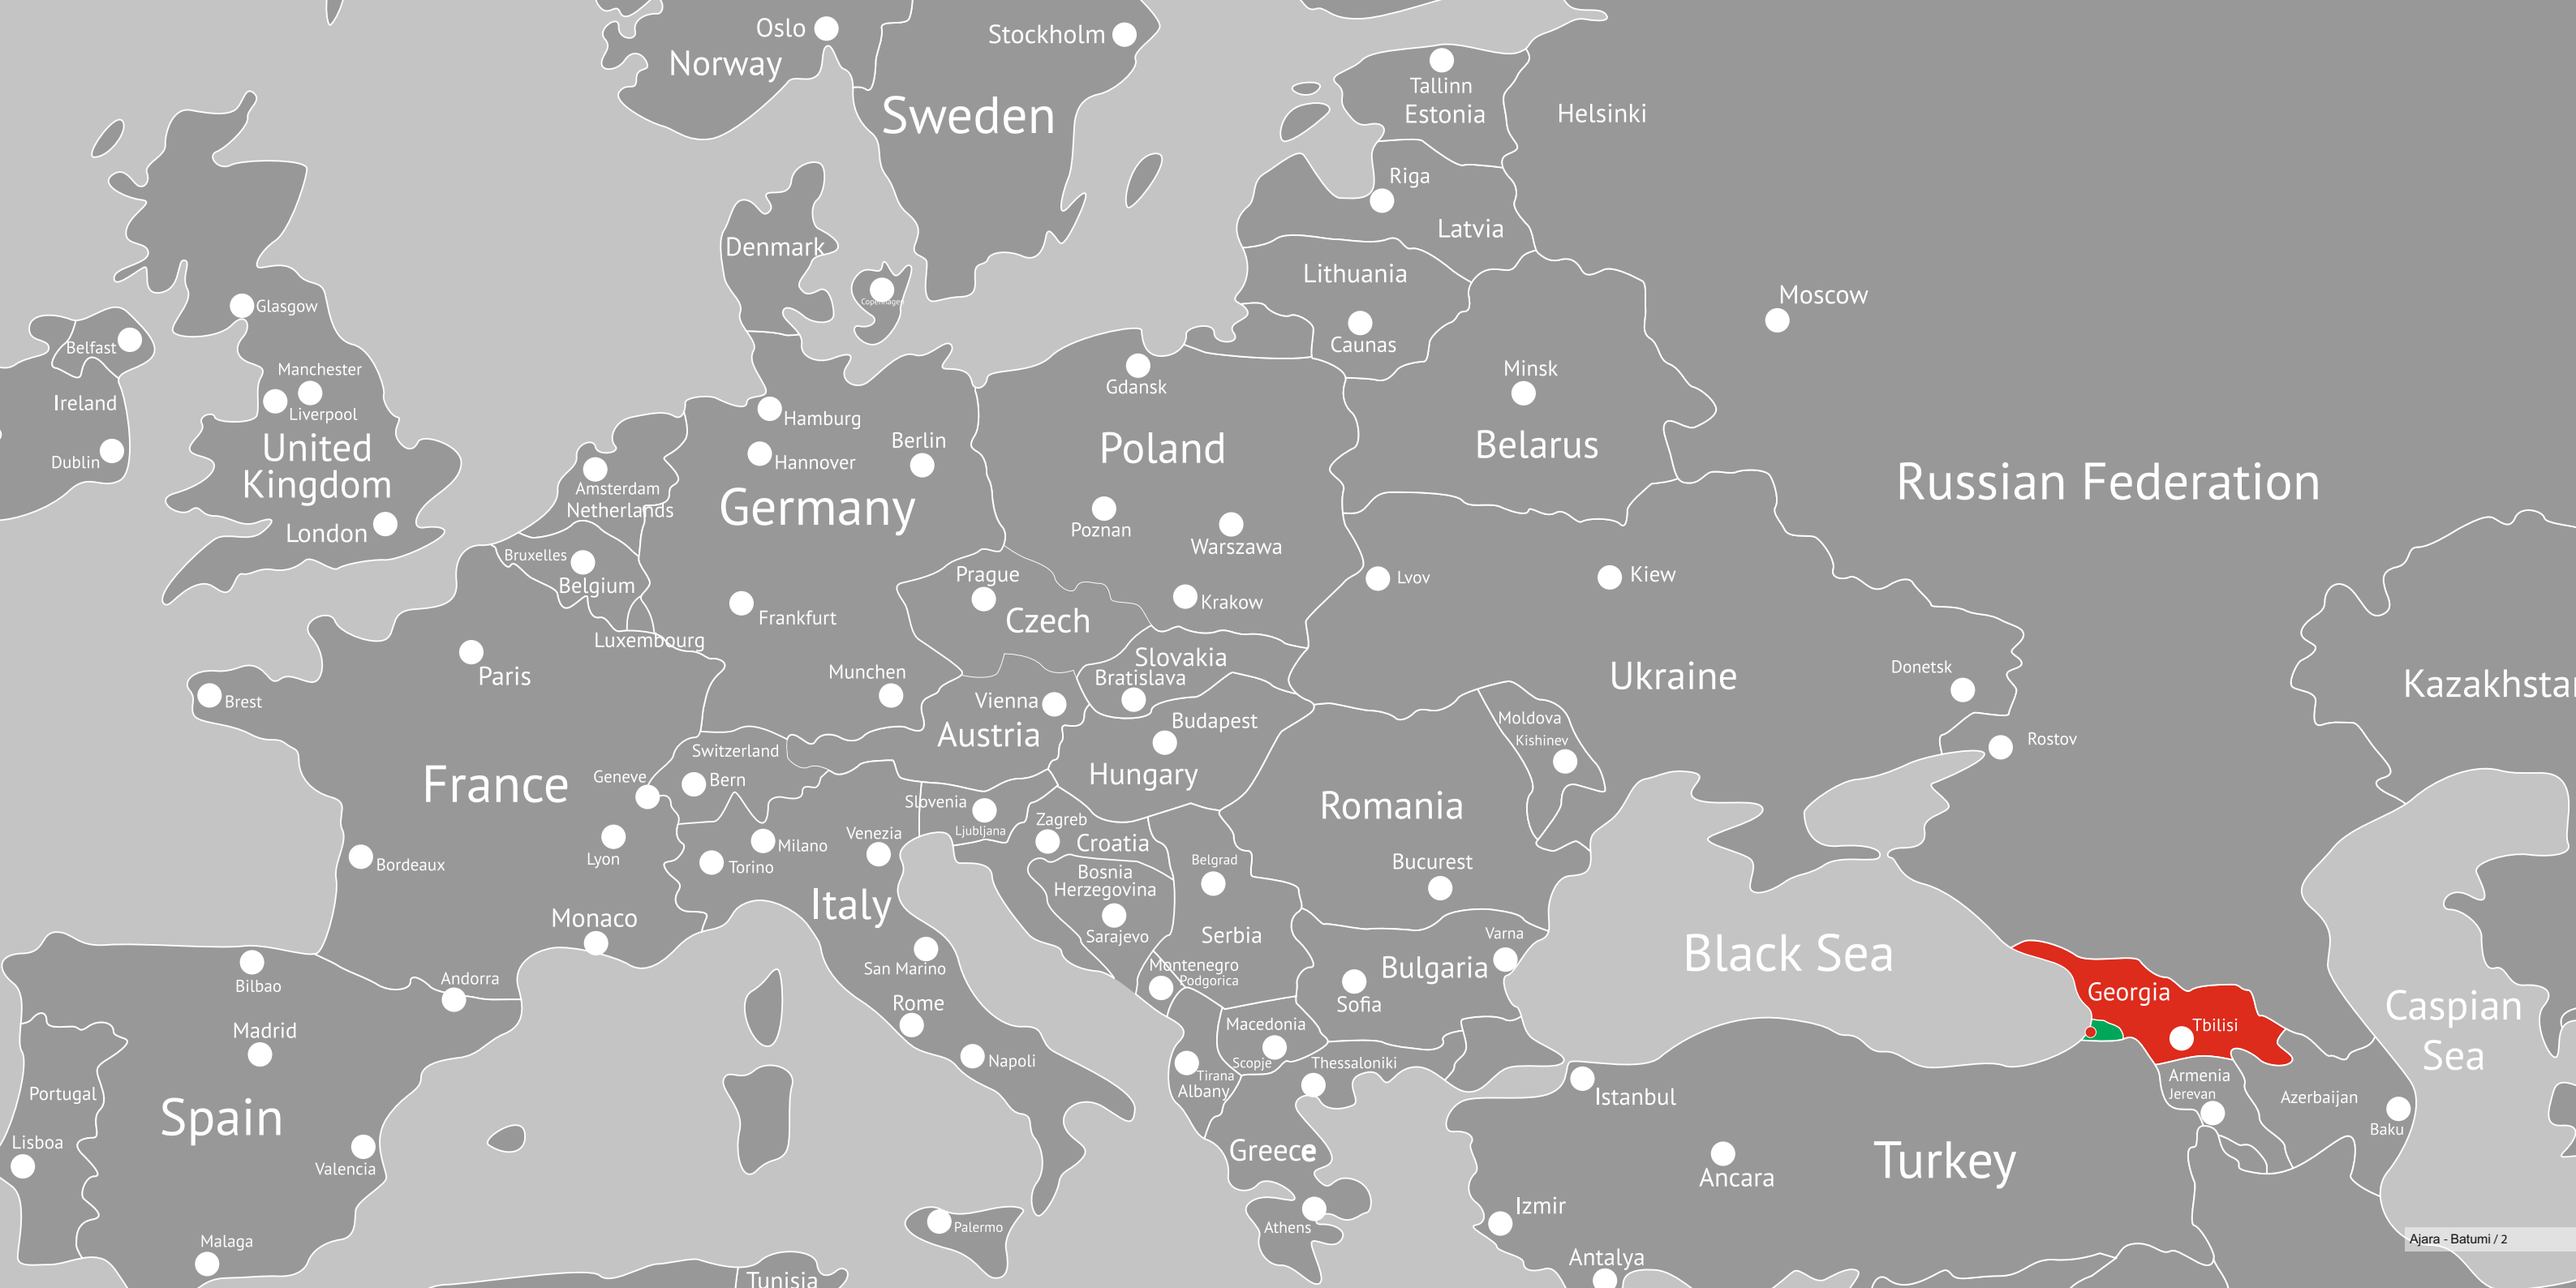 Oslo
Norway
Stockholm
Sweden
Tallinn
Estonia
Helsinki
Riga
Latvia
Denmark
Copenhagen
Lithuania
Caunas
Moscow
Glasgow
Belfast
Manchester
Liverpool
Ireland
Dublin
United
Kingdom
London
Minsk
Belarus
Gdansk
Hamburg
Hannover
Berlin
Poland
Amsterdam
Netherlands
Germany
Poznan
Warszawa
Russian Federation
Bruxelles
Belgium
Prague
Czech
Krakow
Lvov
Kiew
Frankfurt
Luxembourg
Paris
Brest
Munchen
Slovakia
Bratislava
Vienna
Austria
Budapest
Hungary
Ukraine
Donetsk
Rostov
Kazakhstan
Moldova
Kishinev
Switzerland
Geneve
Bern
France
Lyon
Bordeaux
Slovenia
Ljubljana
Zagreb
Croatia
Venezia
Milano
Torino
Romania
Bucurest
Belgrad
Bosnia
Herzegovina
Sarajevo
Serbia
Italy
Monaco
San Marino
Rome
Napoli
Montenegro
Podgorica
Varna
Bulgaria
Sofia
Black Sea
Georgia
Tbilisi
Caspian
Sea
Bilbao
Andorra
Madrid
Portugal
Spain
Lisboa
Valencia
Malaga
Macedonia
Scopje
Thessaloniki
Tirana
Albany
Istanbul
Armenia
Jerevan
Azerbaijan
Baku
Greece
Athens
Ancara
Turkey
Izmir
Antalya
Palermo
Tunisia
Ajara - Batumi / 2